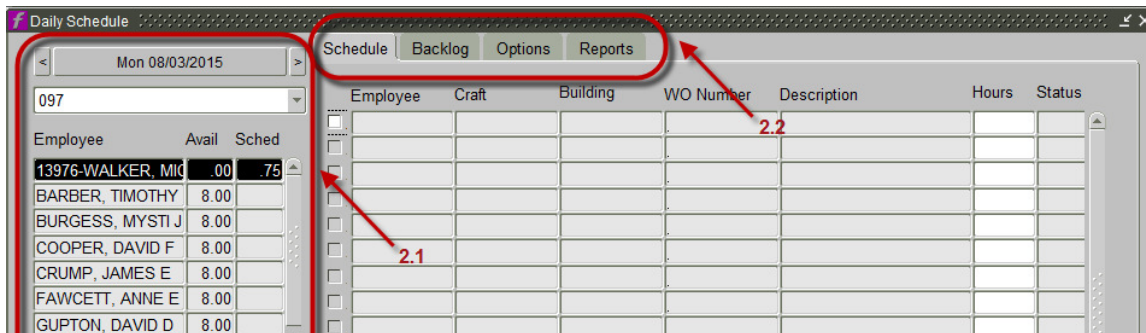 Daily Schedule
< Mon 08/03/2015 >
097
Employee Avail Sched
13976-WALKER, MIC .00 .75
BARBER, TIMOTHY 8.00
BURGESS, MYSTI J 8.00
COOPER, DAVID F 8.00
CRUMP, JAMES E 8.00
FAWCETT, ANNE E 8.00
GUPTON, DAVID D 8.00
2.1
Schedule Backlog Options Reports
2.2
Employee Craft Building WO Number Description Hours Status